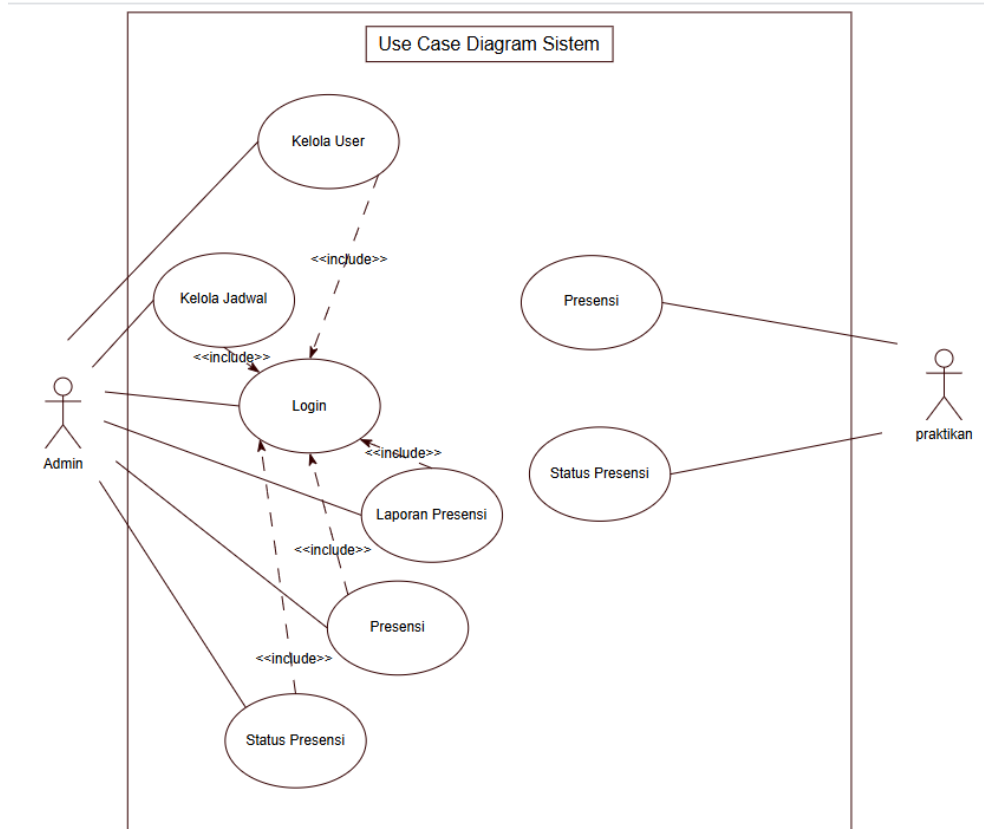 Use Case Diagram Sistem
Kelola User
<<include>>
Kelola Jadwal
Presensi
<<include>>
Login
Admin
praktikan
<<include>>
Status Presensi
Laporan Presensi
<<include>>
Presensi
<<include>>
Status Presensi